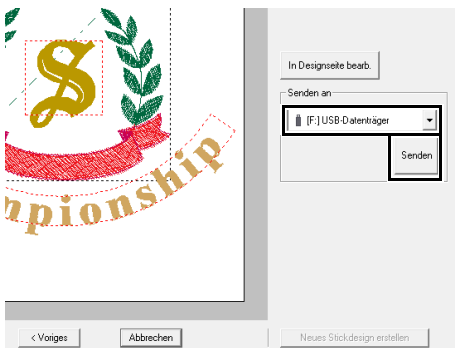 S
mpionship
In Designseite bearb.
Senden an
[F:] USB-Datenträger
Senden
< Voriges
Abbrechen
Neues Stickdesign erstellen